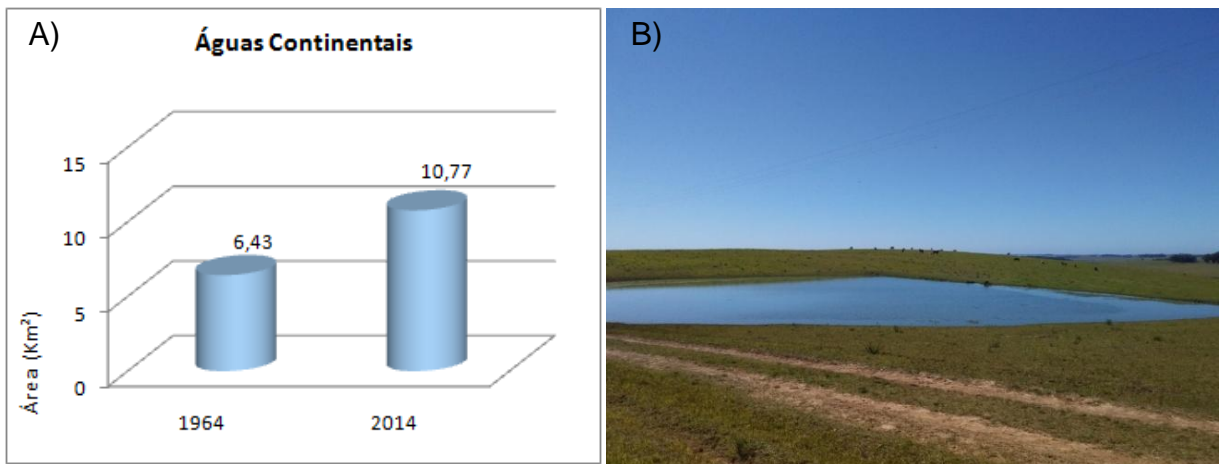 A)
Águas Continentais
15
10
5
0
Área (Km²)
6,43
10,77
1964
2014
B)